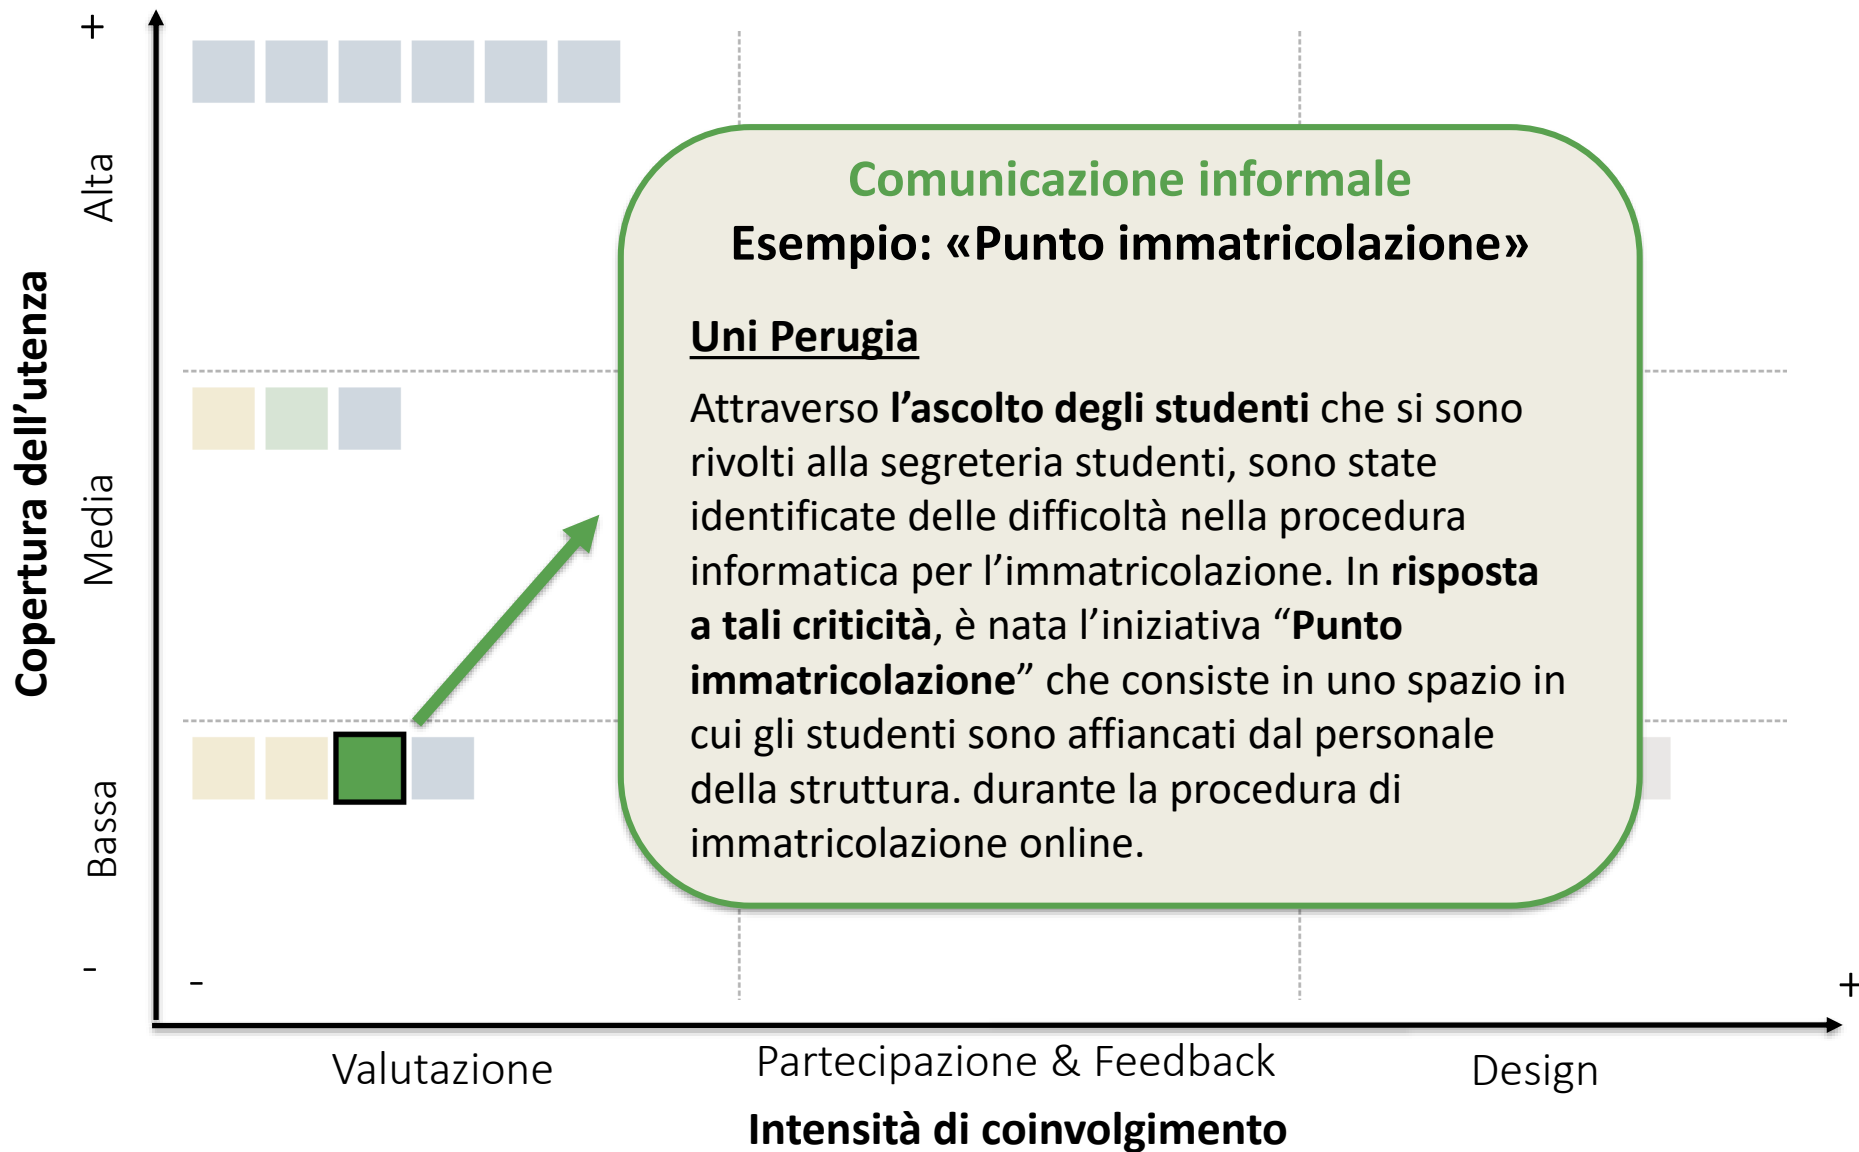 +
Alta
Media
Bassa
-
Copertura dell’utenza
Comunicazione informale
Esempio: «Punto immatricolazione»
Uni Perugia
Attraverso l’ascolto degli studenti che si sono
rivolti alla segreteria studenti, sono state
identificate delle difficoltà nella procedura
informatica per l’immatricolazione. In risposta
a tali criticità, è nata l’iniziativa “Punto
immatricolazione” che consiste in uno spazio in
cui gli studenti sono affiancati dal personale
della struttura. durante la procedura di
immatricolazione online.
-
+
Valutazione
Partecipazione & Feedback
Design
Intensità di coinvolgimento